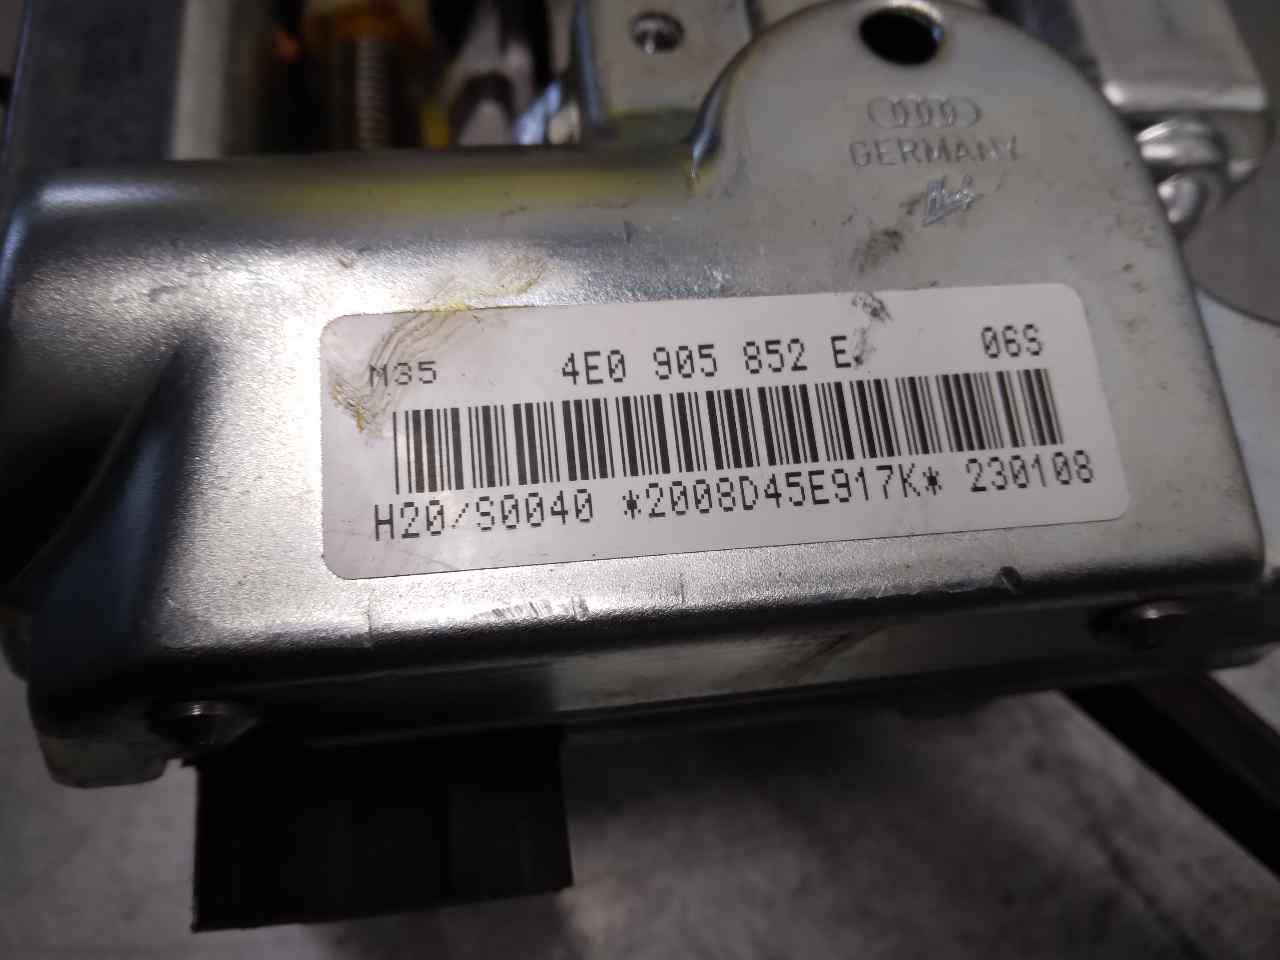 GERMANY
M35 4E0 905 852 E 06S
H20/S0040 *2008D45E917K* 230108